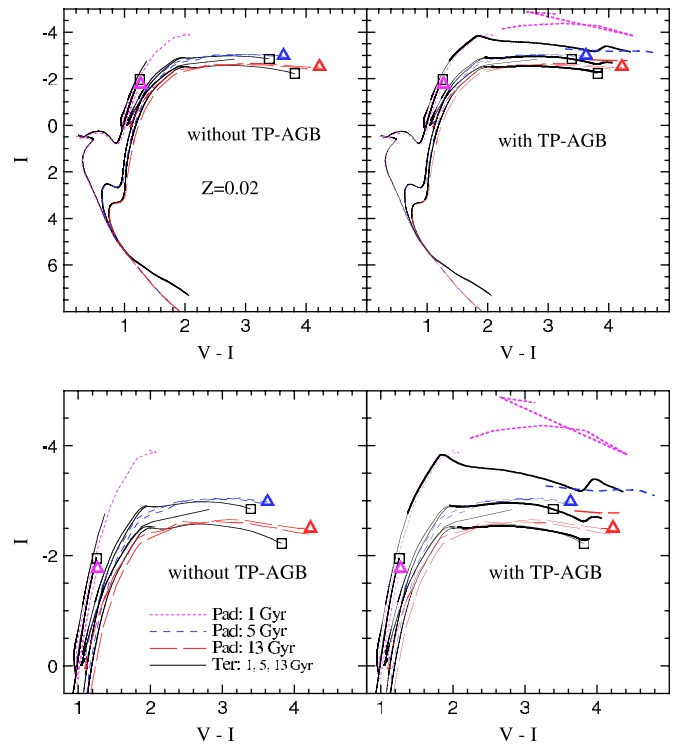 -4
-2
0
2
4
6
I
without TP-AGB
Z=0.02
with TP-AGB
1
2
3
4
1
2
3
4
V - I
V - I
-4
-2
0
I
without TP-AGB
with TP-AGB
Pad: 1 Gyr
Pad: 5 Gyr
Pad: 13 Gyr
Ter: 1, 5, 13 Gyr
1
2
3
4
1
2
3
4
V - I
V - I